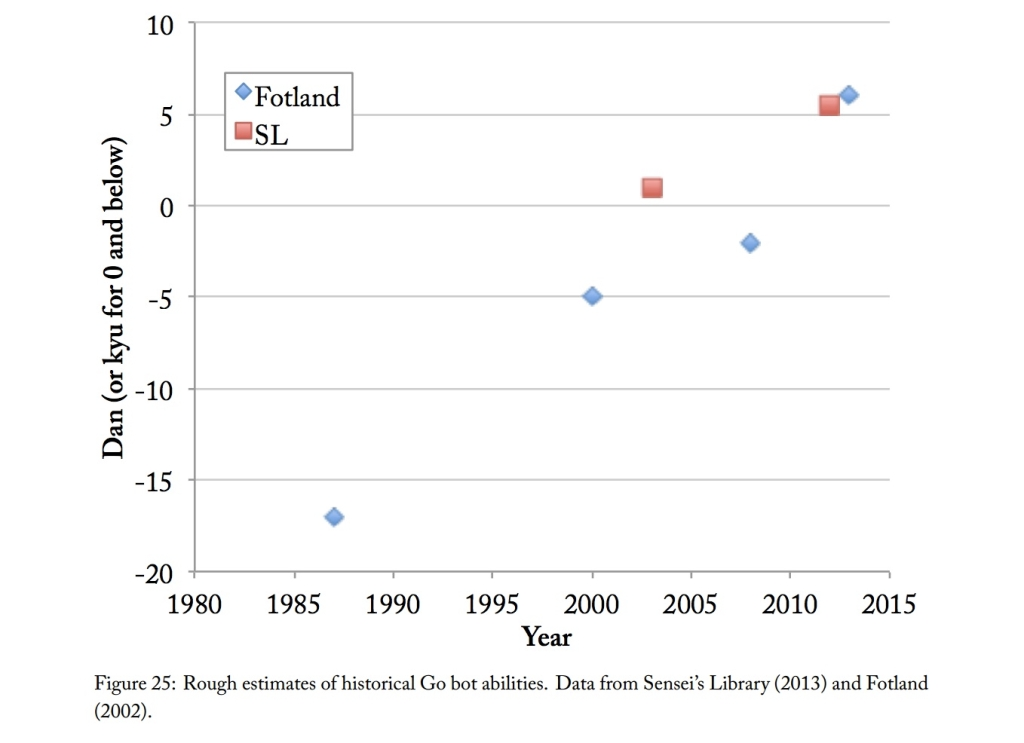 10
5
0
-5
-10
-15
-20
Dan (or kyu for 0 and below)
Fotland
SL
1980 1985 1990 1995 2000 2005 2010 2015
Year
Figure 25: Rough estimates of historical Go bot abilities. Data from Sensei's Library (2013) and Fotland
(2002).